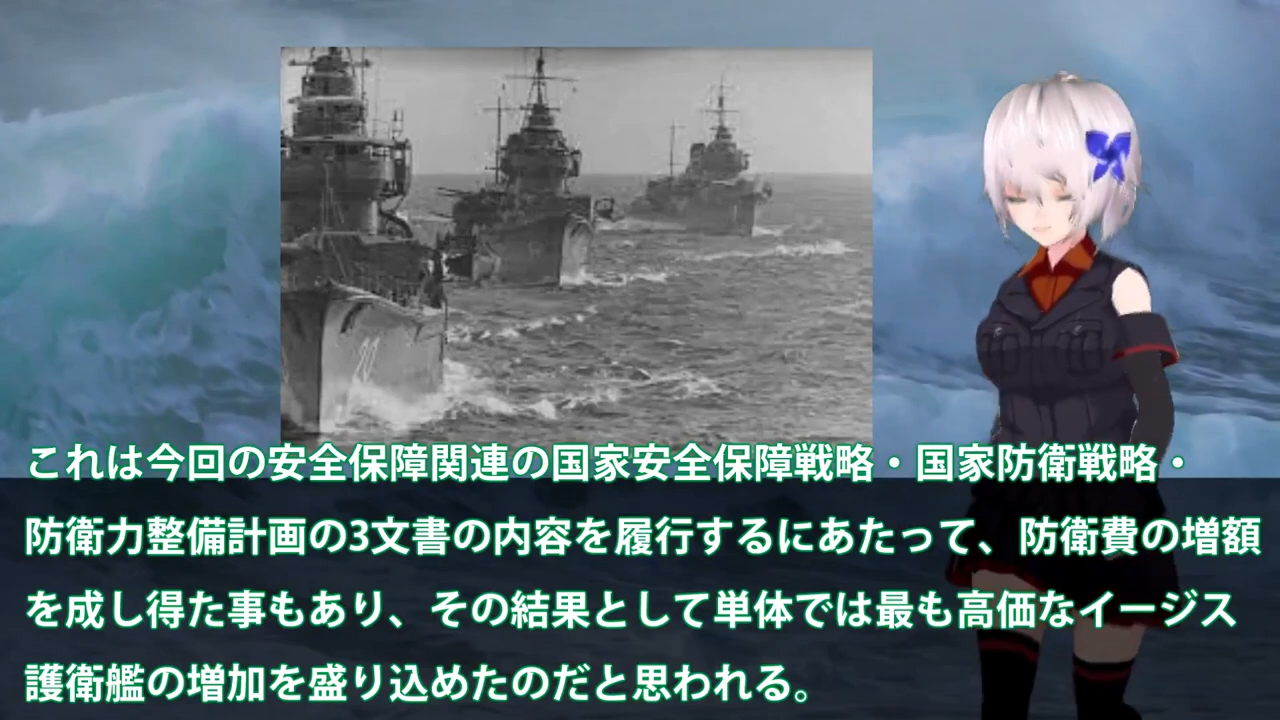 これは今回の安全保障関連の国家安全保障戦略・国家防衛戦略・
防衛力整備計画の3文書の内容を履行するにあたって、防衛費の増額
を成し得た事もあり、その結果として単体では最も高価なイージス
護衛艦の増加を盛り込めたのだと思われる。